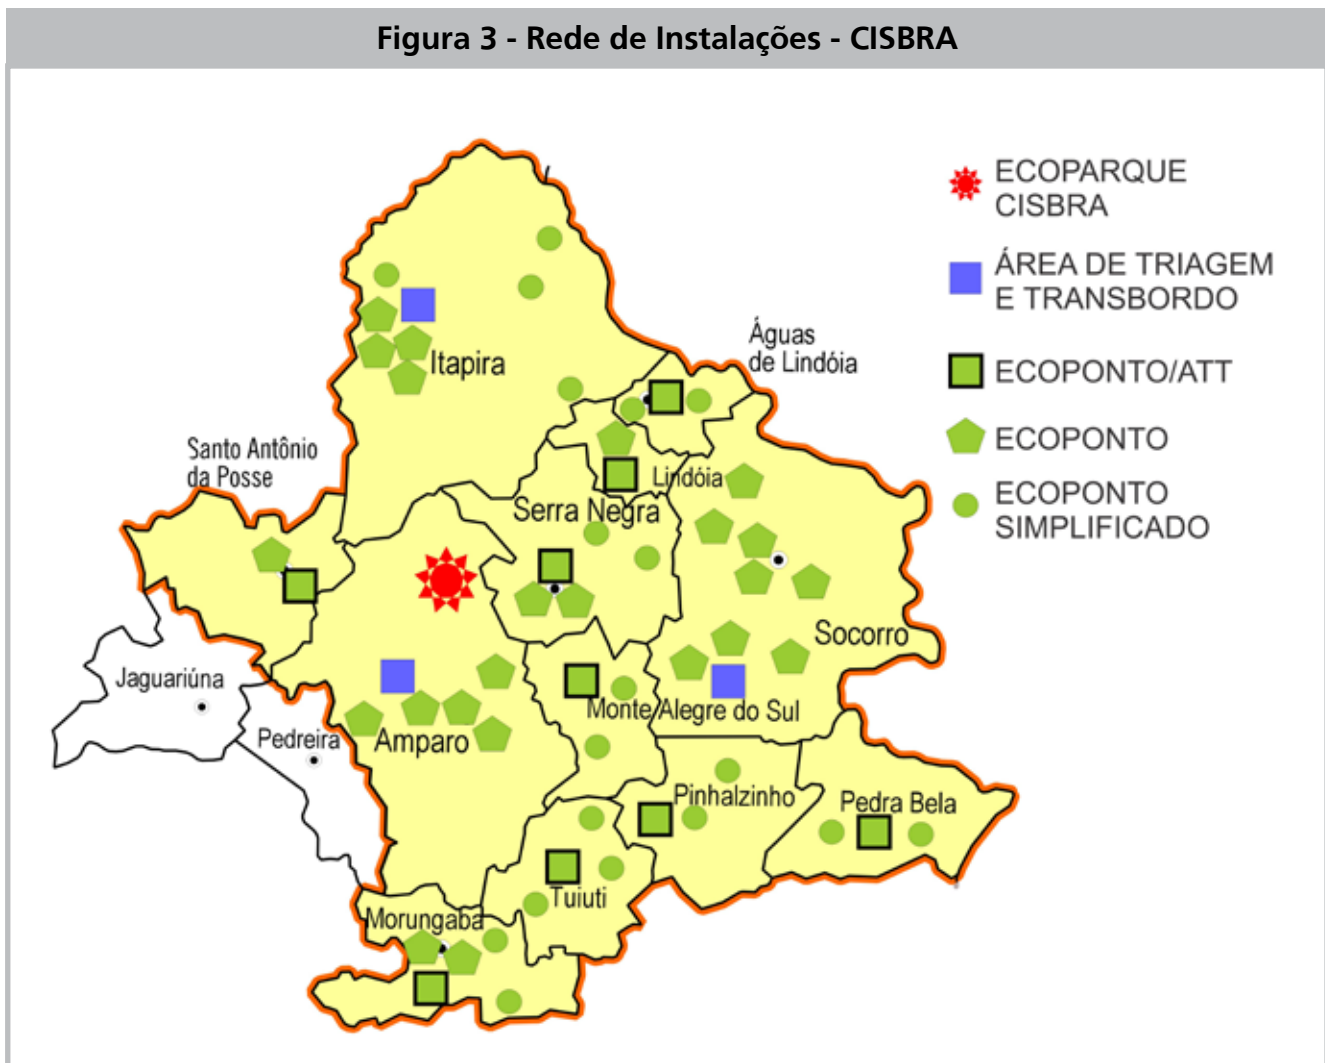 Figura 3 - Rede de Instalações - CISBRA
ECOPARQUE
CISBRA
ÁREA DE TRIAGEM
E TRANSBORDO
ECOPONTO/ATT
ECOPONTO
ECOPONTO
SIMPLIFICADO
Águas
de Lindóia
Itapira
Santo Antônio
da Posse
Lindóia
Serra Negra
Socorro
Jaguariúna
Monte Alegre do Sul
Pedreira
Amparo
Pinhalzinho
Pedra Bela
Tuiuti
Morungaba